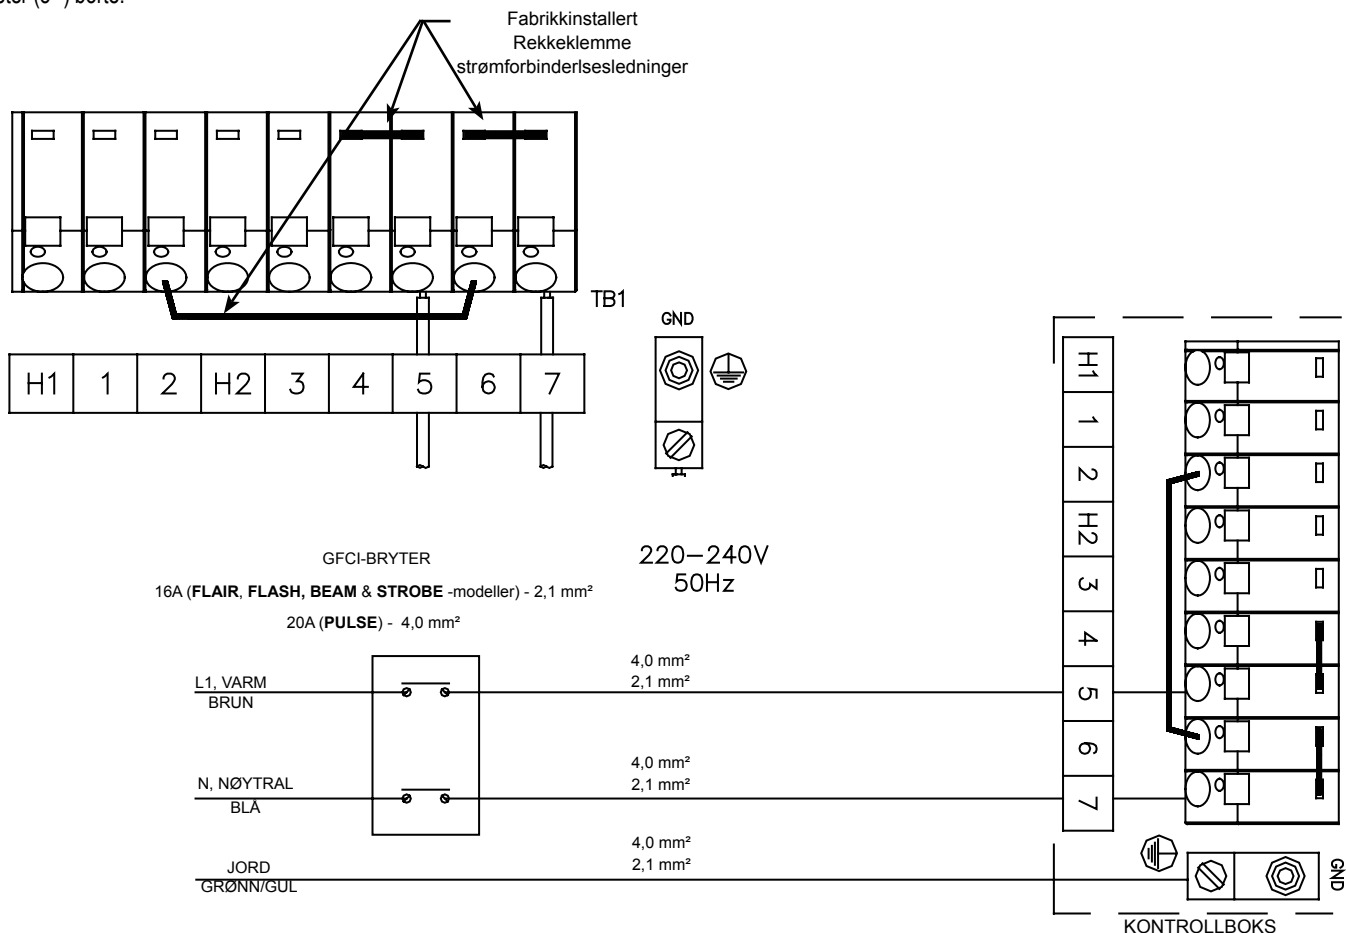 Fabrikkinstallert
Rekkeklemme
strømforbinderlsesledninger
TB1
H1 1 2 H2 3 4 5 6 7
GND
GFCI-BRYTER
16A (FLAIR, FLASH, BEAM & STROBE -modeller) - 2,1 mm²
20A (PULSE) - 4,0 mm²
220-240V
50Hz
L1, VARM
BRUN
4,0 mm²
2,1 mm²
N, NØYTRAL
BLÅ
4,0 mm²
2,1 mm²
JORD
GRØNN/GUL
4,0 mm²
2,1 mm²
H1
1
2
H2
3
4
5
6
7
GND
KONTROLLBOKS